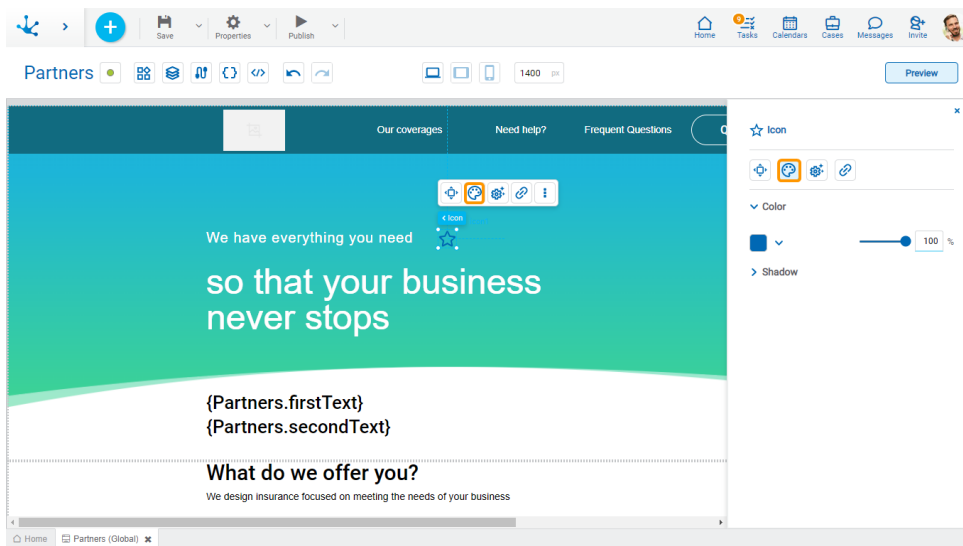 Save
Properties
Publish
Home
9
Tasks
Calendars
Cases
Messages
Invite
Partners
1400 px
Preview
Our coverages
Need help?
Frequent Questions
Icon
Color
100 %
Shadow
< Icon
We have everything you need
so that your business
never stops
{Partners.firstText}
{Partners.secondText}
What do we offer you?
We design insurance focused on meeting the needs of your business
Home
Partners (Global)